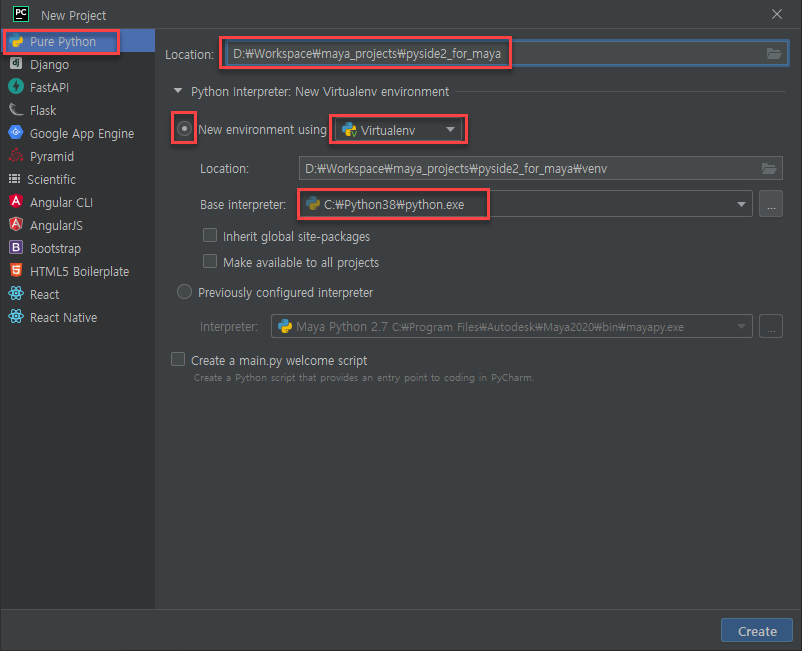 New Project
Pure Python
Django
FastAPI
Flask
Google App Engine
Pyramid
Scientific
Angular CLI
AngularJS
Bootstrap
HTML5 Boilerplate
React
React Native
Location: D:₩Workspace₩maya_projects₩pyside2_for_maya
Python Interpreter: New Virtualenv environment
New environment using Virtualenv
Location: D:₩Workspace₩maya_projects₩pyside2_for_maya₩venv
Base interpreter: C:₩Python38₩python.exe ...
Inherit global site-packages
Make available to all projects
Previously configured interpreter
Interpreter: Maya Python 2.7 C:₩Program Files₩Autodesk₩Maya2020₩bin₩mayapy.exe ...
Create a main.py welcome script
Create a Python script that provides an entry point to coding in PyCharm.
Create